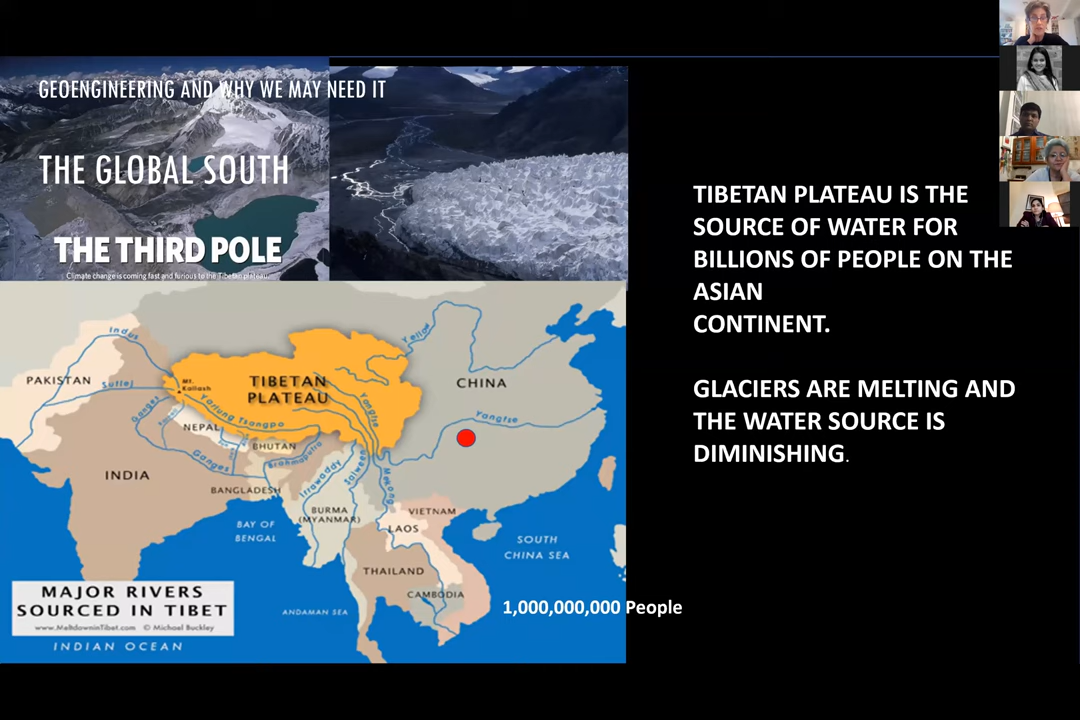 GEOENGINEERING AND WHY WE MAY NEED IT
THE GLOBAL SOUTH
THE THIRD POLE
Climate change is coming fast and furious to the Tibetan plateau.
TIBETAN PLATEAU IS THE
SOURCE OF WATER FOR
BILLIONS OF PEOPLE ON THE
ASIAN
CONTINENT.
GLACIERS ARE MELTING AND
THE WATER SOURCE IS
DIMINISHING.
Indus
Yellow
PAKISTAN
Sutlej
Mt.
Kailash
TIBETAN
PLATEAU
CHINA
Ganges
Yarlung Tsangpo
Yangtse
Yangtse
NEPAL
BHUTAN
Ganges
Brahmaputra
INDIA
BANGLADESH
Irrawaddy
Salween
Mekong
BURMA
(MYANMAR)
VIETNAM
LAOS
BAY OF
BENGAL
SOUTH
CHINA SEA
THAILAND
CAMBODIA
ANDAMAN SEA
1,000,000,000 People
MAJOR RIVERS
SOURCED IN TIBET
www.MeltdowninTibet.com © Michael Buckley
INDIAN OCEAN